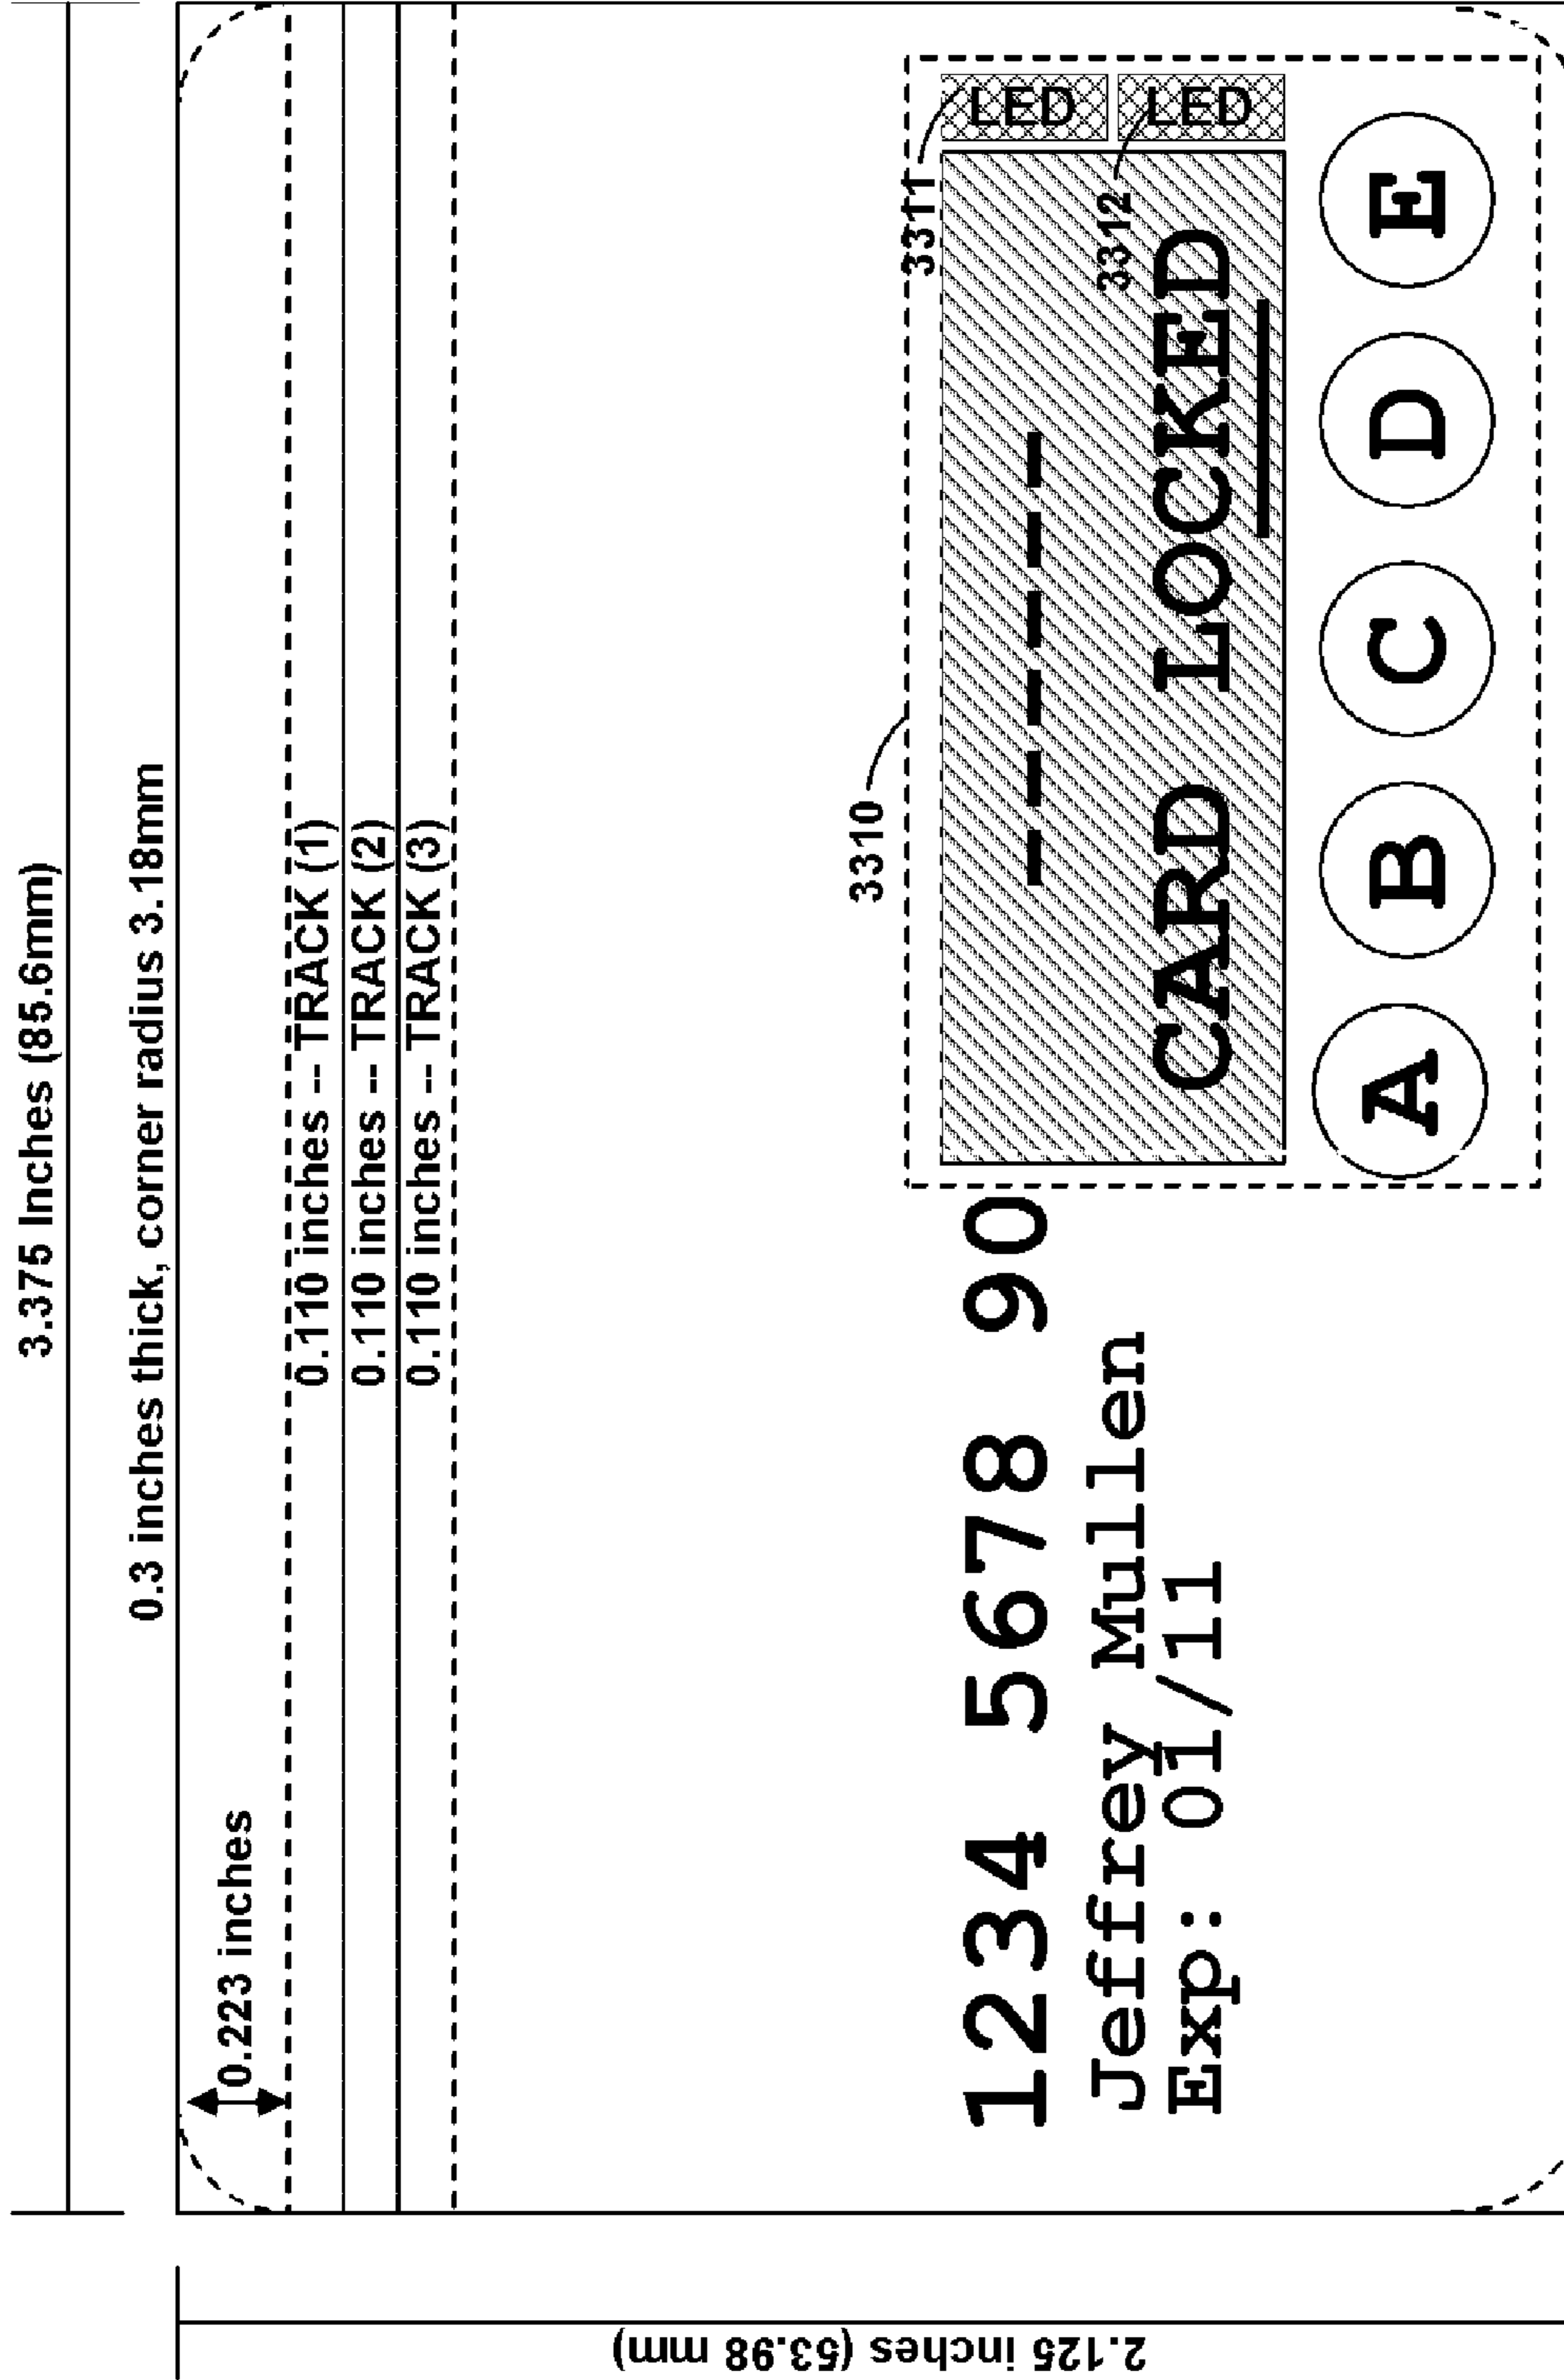 3.375 Inches (85.6mm)
0.3 inches thick, corner radius 3.18mm
0.223 inches
0.110 inches -- TRACK (1)
0.110 inches -- TRACK (2)
0.110 inches -- TRACK (3)
3310
3311
LED
3312
LED
------
CARD LOCKED
1234 5678 90
Jeffrey Mullen
Exp: 01/11
A B C D E
2.125 inches (53.98 mm)